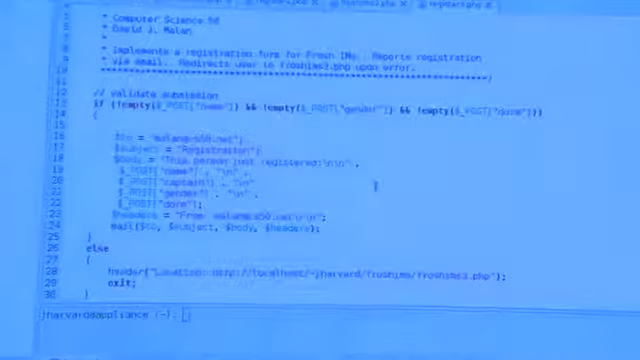 * Computer Science 50
* David J. Malan
*
* Implements a registration form for Frosh IMs. Reports registration
* via email. Redirects user to froshims3.php upon error.
// validate submission
if (!empty($_POST["name"]) && !empty($_POST["gender"]) && !empty($_POST["dorm"]))
{
$to =
$subject = "Registration";
$body = "This person just registered:\n\n" .
$_POST["name"] . "\n" .
$_POST["captain"] . "\n" .
$_POST["gender"] . "\n" .
$_POST["dorm"];
$headers = "From:
mail($to, $subject, $body, $headers);
}
else
{
header("Location: http://localhost/~jharvard/froshims/froshims3.php");
exit;
}
jharvard@appliance (~):